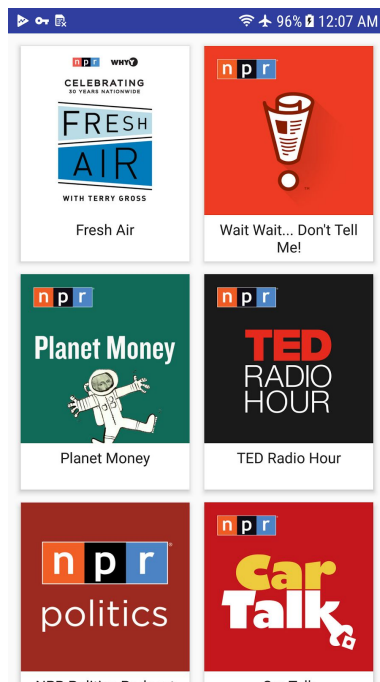 96% 12:07 AM
npr WHYY
CELEBRATING
30 YEARS NATIONWIDE
FRESH
AIR
WITH TERRY GROSS
Fresh Air
npr
Wait Wait... Don't Tell
Me!
npr
Planet Money
Planet Money
npr
TED
RADIO
HOUR
TED Radio Hour
npr
politics
npr
Car
Talk